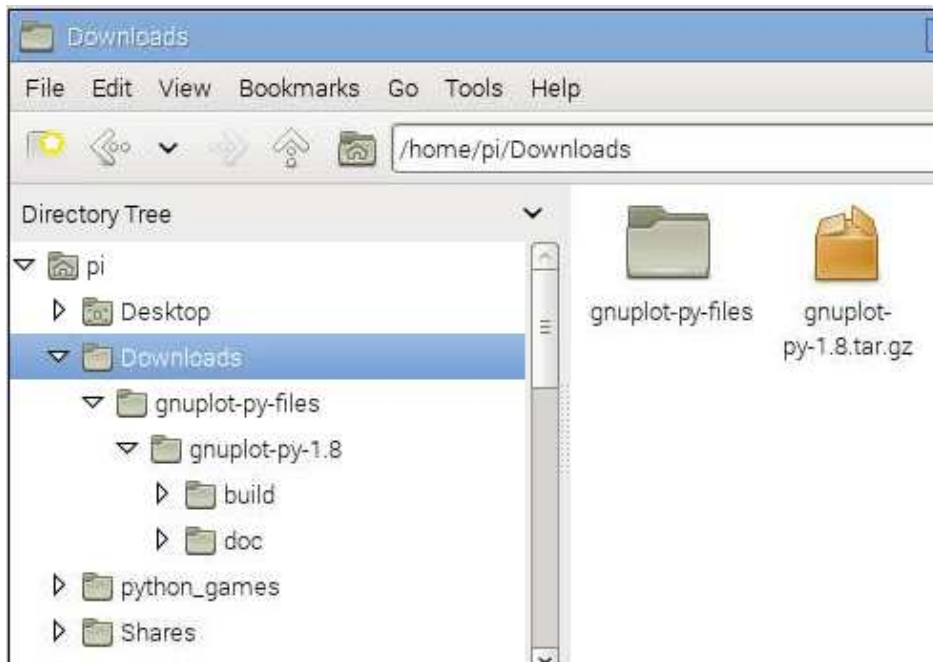 Downloads
File Edit View Bookmarks Go Tools Help
/home/pi/Downloads
Directory Tree
pi
Desktop
Downloads
gnuplot-py-files
gnuplot-py-1.8
build
doc
python_games
Shares
gnuplot-py-files
gnuplot-
py-1.8.tar.gz